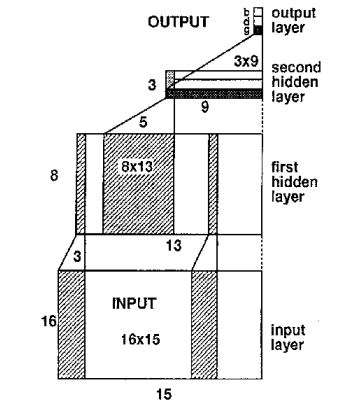 OUTPUT
b
d
g
output
layer
3x9
3
second
hidden
layer
9
5
8
8x13
first
hidden
layer
13
3
INPUT
16
16x15
input
layer
15